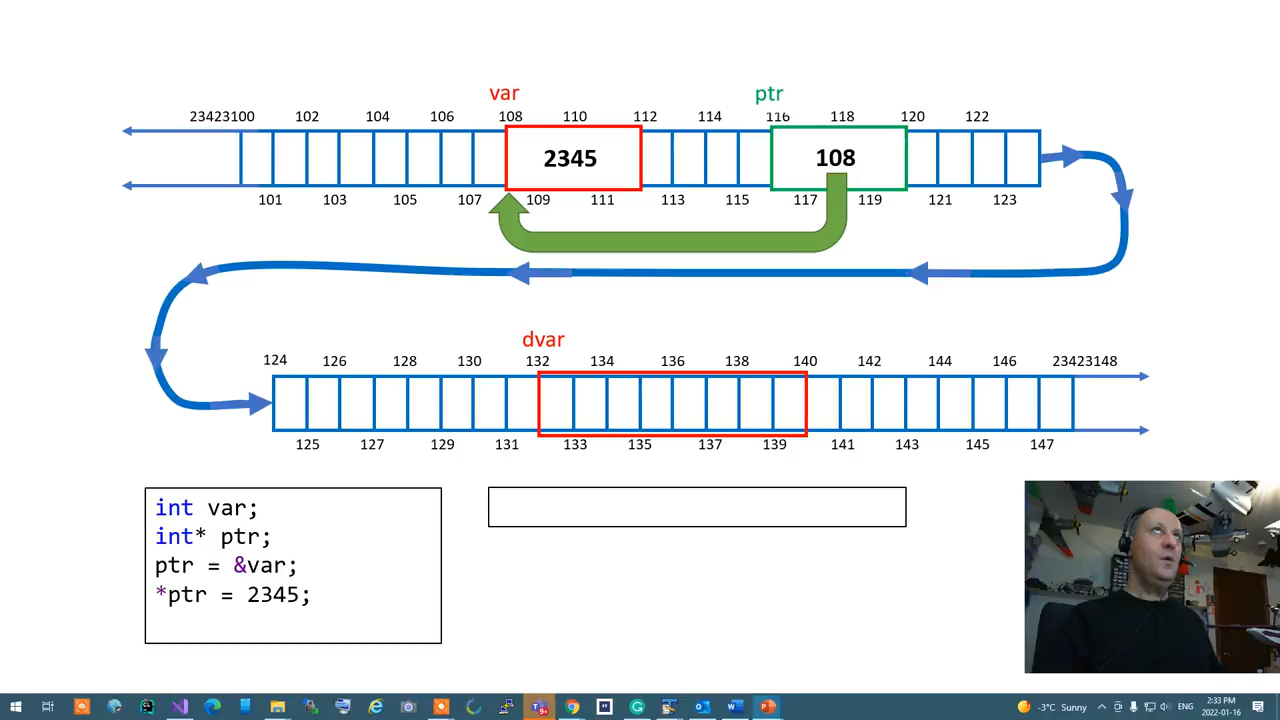 var ptr
23423100 102 104 106 108 110 112 114 116 118 120 122
2345 108
101 103 105 107 109 111 113 115 117 119 121 123
dvar
124 126 128 130 132 134 136 138 140 142 144 146 23423148
125 127 129 131 133 135 137 139 141 143 145 147
int var;
int* ptr;
ptr = &var;
*ptr = 2345;
-3°C Sunny ENG 2:33 PM
2022-01-16